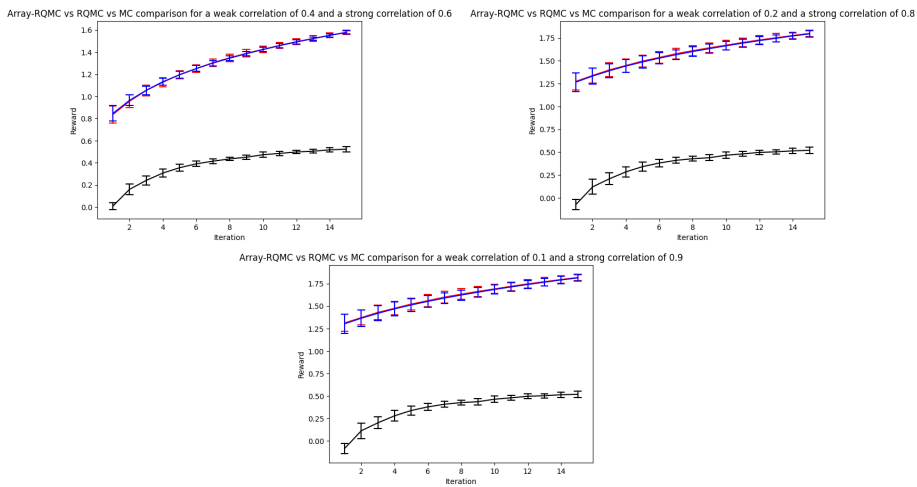 Array-RQMC vs RQMC vs MC comparison for a weak correlation of 0.4 and a strong correlation of 0.6
1.6
1.4
1.2
1.0
0.8
0.6
0.4
0.2
0.0
Reward
2 4 6 8 10 12 14
Iteration
Array-RQMC vs RQMC vs MC comparison for a weak correlation of 0.2 and a strong correlation of 0.8
1.75
1.50
1.25
1.00
0.75
0.50
0.25
0.00
Reward
2 4 6 8 10 12 14
Iteration
Array-RQMC vs RQMC vs MC comparison for a weak correlation of 0.1 and a strong correlation of 0.9
1.75
1.50
1.25
1.00
0.75
0.50
0.25
0.00
Reward
2 4 6 8 10 12 14
Iteration